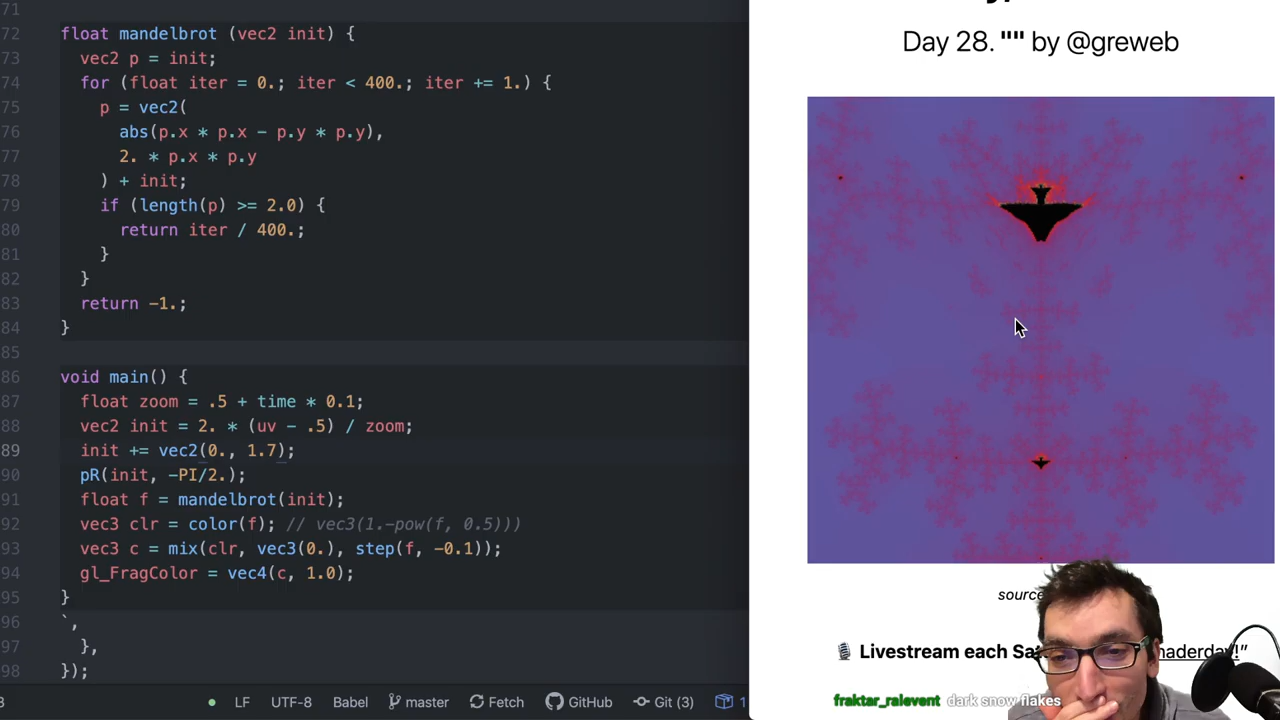 71
72 float mandelbrot (vec2 init) {
73 vec2 p = init;
74 for (float iter = 0.; iter < 400.; iter += 1.) {
75 p = vec2(
76 abs(p.x * p.x - p.y * p.y),
77 2. * p.x * p.y
78 ) + init;
79 if (length(p) >= 2.0) {
80 return iter / 400.;
81 }
82 }
83 return -1.;
84 }
85
86 void main() {
87 float zoom = .5 + time * 0.1;
88 vec2 init = 2. * (uv - .5) / zoom;
89 init += vec2(0., 1.7);
90 pR(init, -PI/2.);
91 float f = mandelbrot(init);
92 vec3 clr = color(f); // vec3(1.-pow(f, 0.5)))
93 vec3 c = mix(clr, vec3(0.), step(f, -0.1));
94 gl_FragColor = vec4(c, 1.0);
95 }
96 `,
97 },
98 });
LF UTF-8 Babel master Fetch GitHub Git (3) 1
Day 28. "" by @greweb
source
Livestream each
fraktar_ralevent dark snow flakes